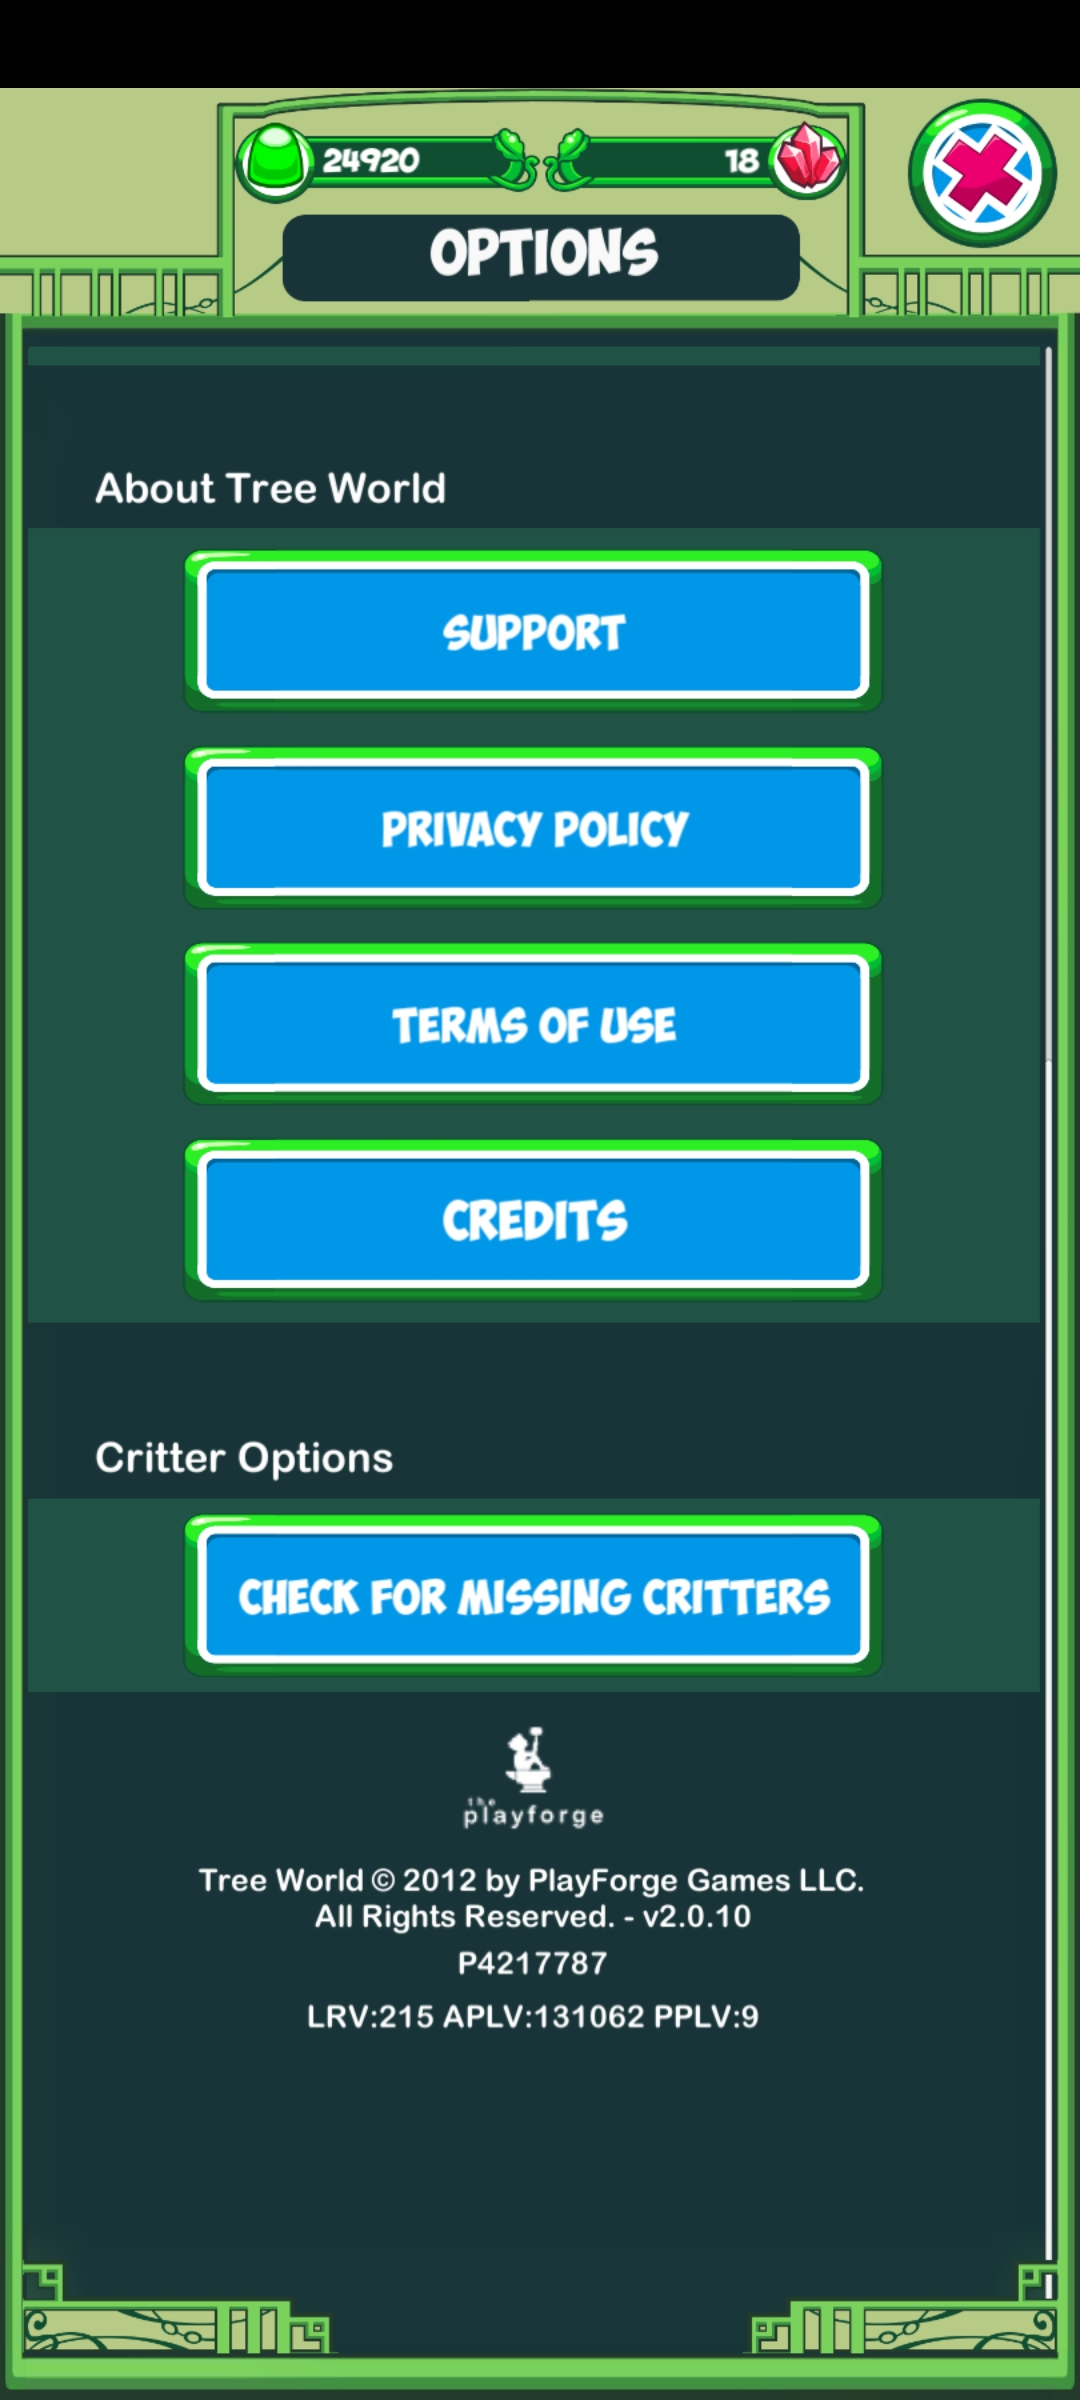 24920
18
OPTIONS
About Tree World
SUPPORT
PRIVACY POLICY
TERMS OF USE
CREDITS
Critter Options
CHECK FOR MISSING CRITTERS
the
playforge
Tree World © 2012 by PlayForge Games LLC.
All Rights Reserved. - v2.0.10
P4217787
LRV:215 APLV:131062 PPLV:9